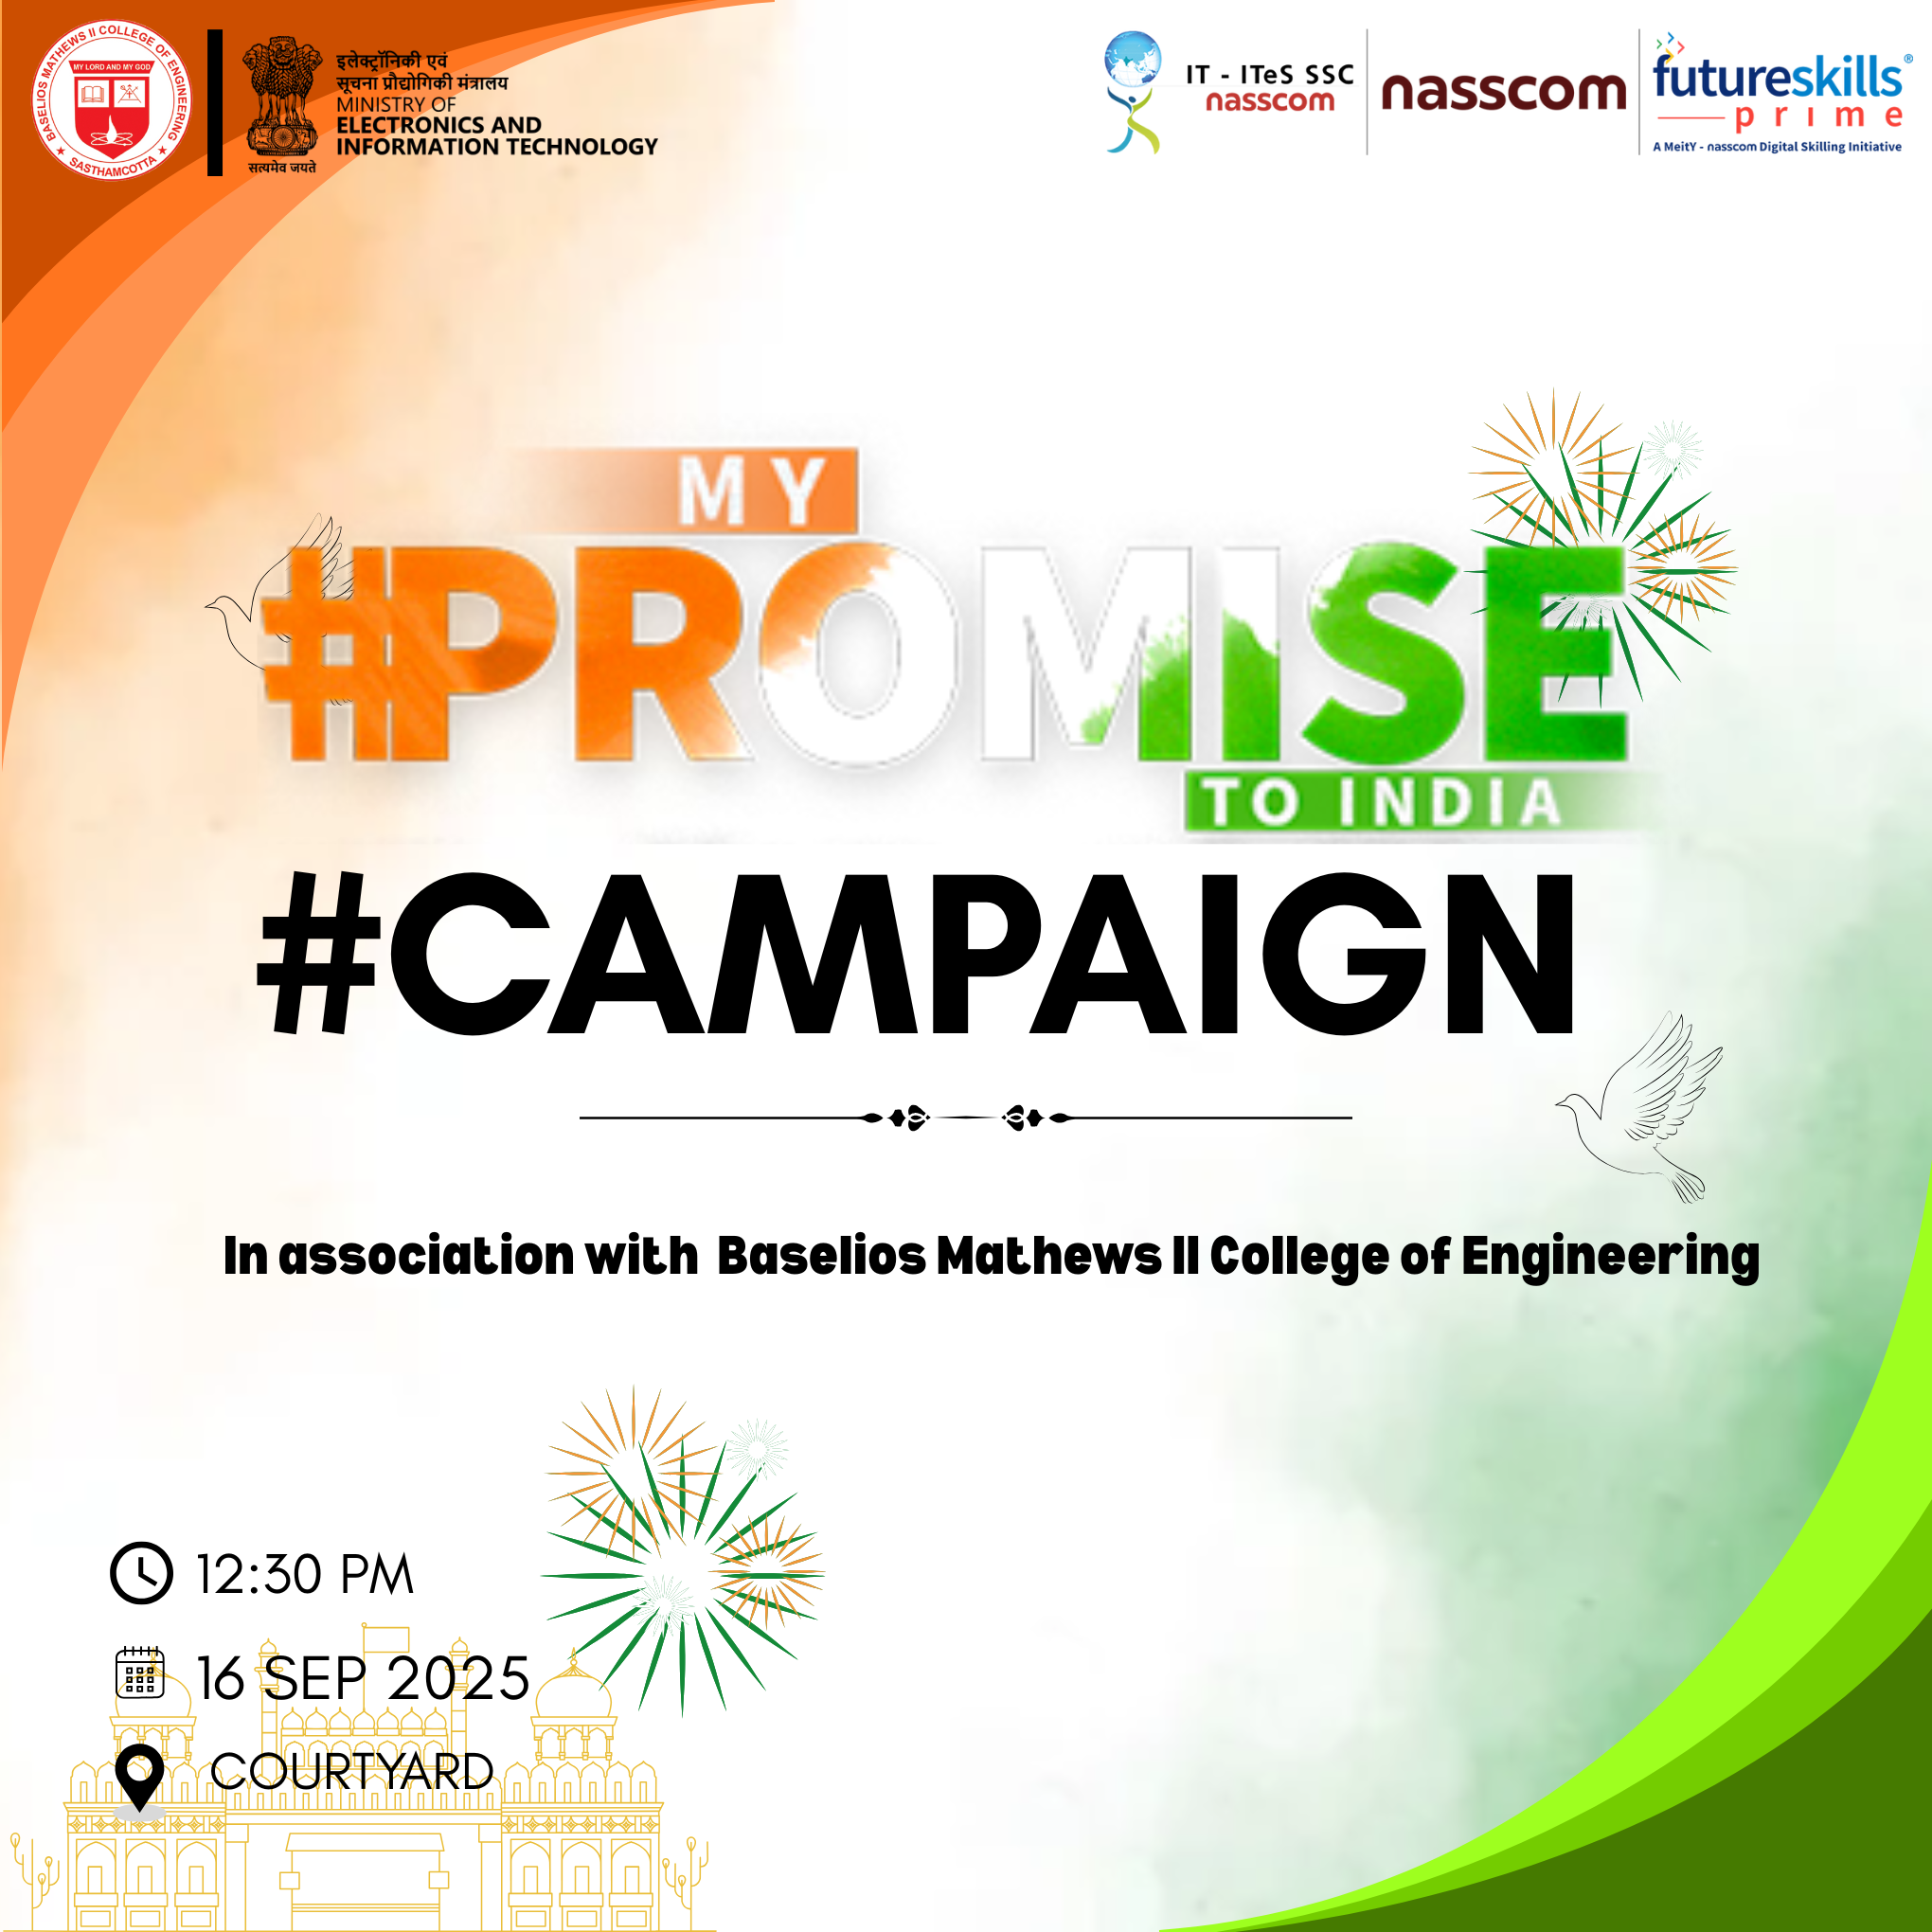 BASELIOS MATHEWS II COLLEGE OF ENGINEERING
MY LORD AND MY GOD
★ SASTHAMCOTTA ★
इलेक्ट्रॉनिकी एवं
सूचना प्रौद्योगिकी मंत्रालय
MINISTRY OF
ELECTRONICS AND
INFORMATION TECHNOLOGY
सत्यमेव जयते
IT - ITeS SSC
nasscom
nasscom
futureskills®
prime
A MeitY - nasscom Digital Skilling Initiative
MY
#PROMISE
TO INDIA
#CAMPAIGN
In association with Baselios Mathews II College of Engineering
12:30 PM
16 SEP 2025
COURTYARD